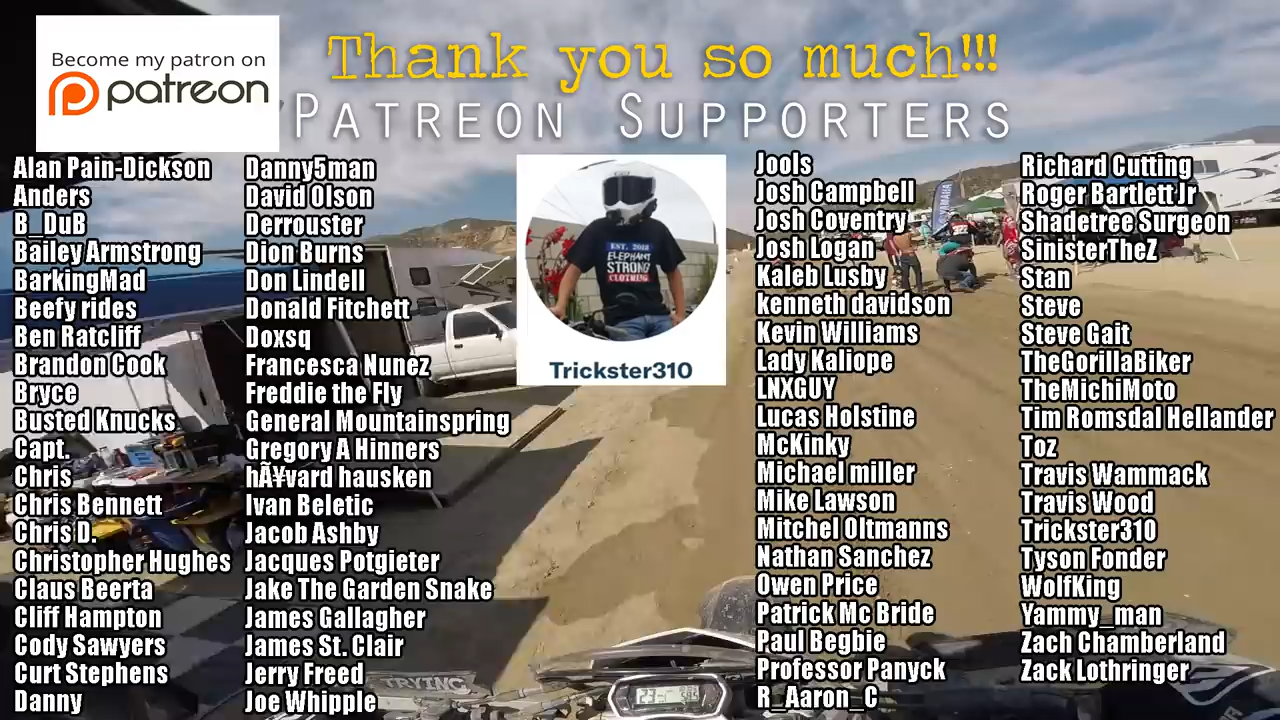 Become my patron on
patreon
Thank you so much!!!
PATREON SUPPORTERS
Alan Pain-Dickson
Anders
B_DuB
Bailey Armstrong
BarkingMad
Beefy rides
Ben Ratcliff
Brandon Cook
Bryce
Busted Knucks
Capt.
Chris
Chris Bennett
Chris D.
Christopher Hughes
Claus Beerta
Cliff Hampton
Cody Sawyers
Curt Stephens
Danny
Danny5man
David Olson
Derrouster
Dion Burns
Don Lindell
Donald Fitchett
Doxsq
Francesca Nunez
Freddie the Fly
General Mountainspring
Gregory A Hinners
hÃ¥vard hausken
Ivan Beletic
Jacob Ashby
Jacques Potgieter
Jake The Garden Snake
James Gallagher
James St. Clair
Jerry Freed
Joe Whipple
EST. 2018
ELEPHANT
STRONG
CLOTHING
Trickster310
Jools
Josh Campbell
Josh Coventry
Josh Logan
Kaleb Lusby
kenneth davidson
Kevin Williams
Lady Kaliope
LNXGUY
Lucas Holstine
McKinky
Michael miller
Mike Lawson
Mitchel Oltmanns
Nathan Sanchez
Owen Price
Patrick Mc Bride
Paul Begbie
Professor Panyck
R_Aaron_C
Richard Cutting
Roger Bartlett Jr
Shadetree Surgeon
SinisterTheZ
Stan
Steve
Steve Gait
TheGorillaBiker
TheMichiMoto
Tim Romsdal Hellander
Toz
Travis Wammack
Travis Wood
Trickster310
Tyson Fonder
WolfKing
Yammy_man
Zach Chamberland
Zack Lothringer
YAMAHA
TRYING